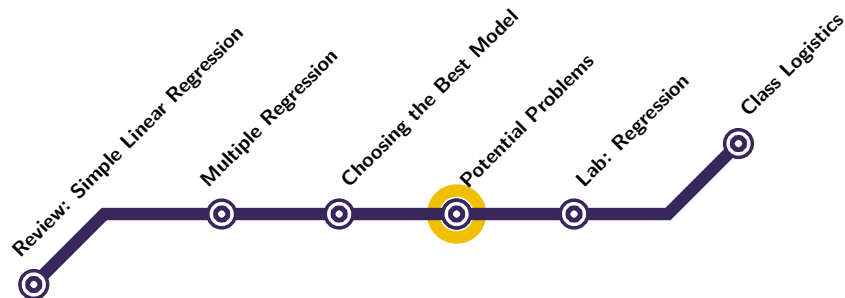 Review: Simple Linear Regression
Multiple Regression
Choosing the Best Model
Potential Problems
Lab: Regression
Class Logistics